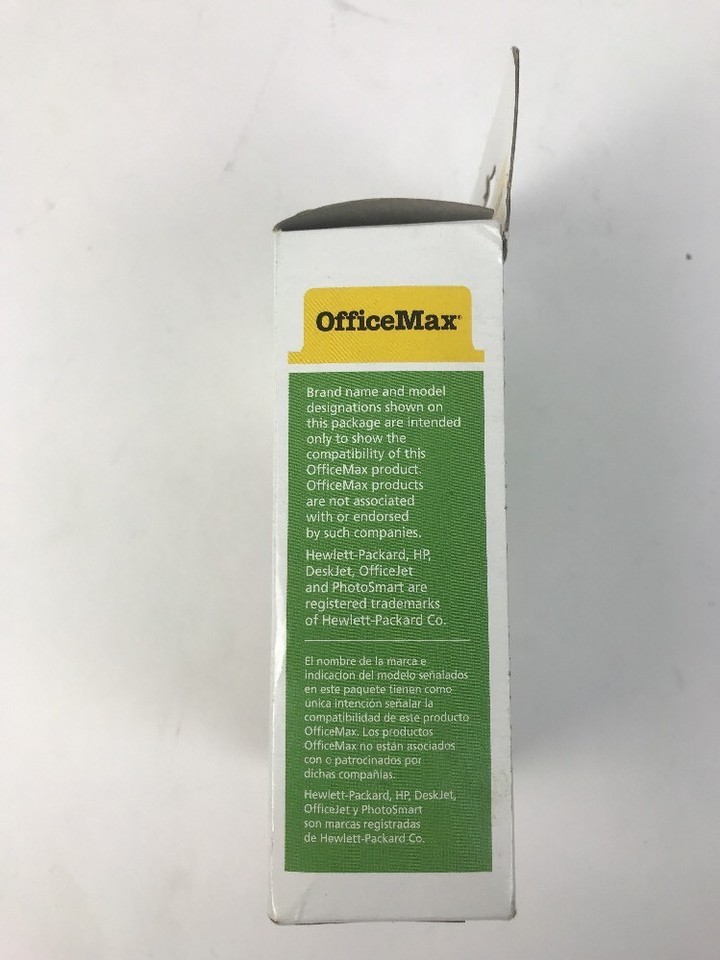 OfficeMax
Brand name and model
designations shown on
this package are intended
only to show the
compatibility of this
OfficeMax product.
OfficeMax products
are not associated
with or endorsed
by such companies.
Hewlett-Packard, HP,
DeskJet, OfficeJet
and PhotoSmart are
registered trademarks
of Hewlett-Packard Co.
El nombre de la marca e
indicación del modelo señalados
en este paquete tienen como
única intención señalar la
compatibilidad de este producto
OfficeMax. Los productos
OfficeMax no están asociados
con o patrocinados por
dichas compañías.
Hewlett-Packard, HP, DeskJet,
OfficeJet y PhotoSmart
son marcas registradas
de Hewlett-Packard Co.